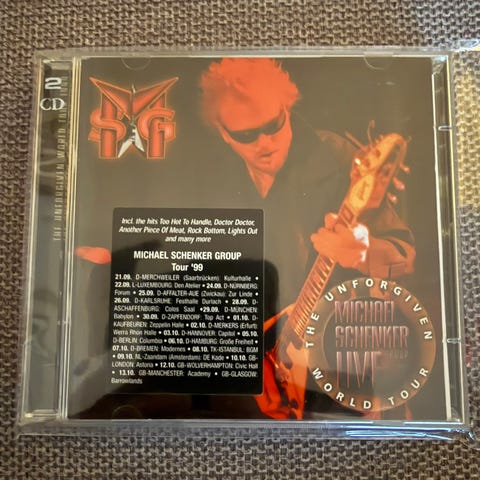 2
CD
THE UNFORGIVEN WORLD TOUR
MSG
Incl. the hits Too Hot To Handle, Doctor Doctor,
Another Piece Of Meat, Rock Bottom, Lights Out
and many more
MICHAEL SCHENKER GROUP
Tour '99
21.09. D-MERCHWEILER (Saarbrücken) Kulturhalle •
22.09. L-LUXEMBOURG: Den Atelier • 24.09. D-NÜRNBERG:
Forum • 25.09. D-AFFALTER-AUE (Zwickau): Zur Linde
• 26.09. D-KARLSRUHE: Festhalle Durlach • 28.09. D-
ASCHAFFENBURG: Colos Saal • 29.09. D-MÜNCHEN:
Babylon • 30.09. D-ZAPFENDORF: Top Act • 01.10. D-
KAUFBEUREN: Zeppelin Halle • 02.10. D-MERKERS (Erfurt):
Werra Rhön Halle • 03.10. D-HANNOVER: Capitol • 05.10.
D-BERLIN: Columbia • 06.10. D-HAMBURG: Große Freiheit •
07.10. D-BREMEN: Modernes • 08.10. TK-ISTANBUL: BGM
• 09.10. NL-Zaandam (Amsterdam): DE Kade • 10.10. GB-
LONDON: Astoria • 12.10. GB-WOLVERHAMPTON: Civic Hall
• 13.10. GB-MANCHESTER: Academy • GB-GLASGOW:
Barrowlands
THE UNFORGIVEN
MICHAEL
SCHENKER
LIVE
WORLD TOUR